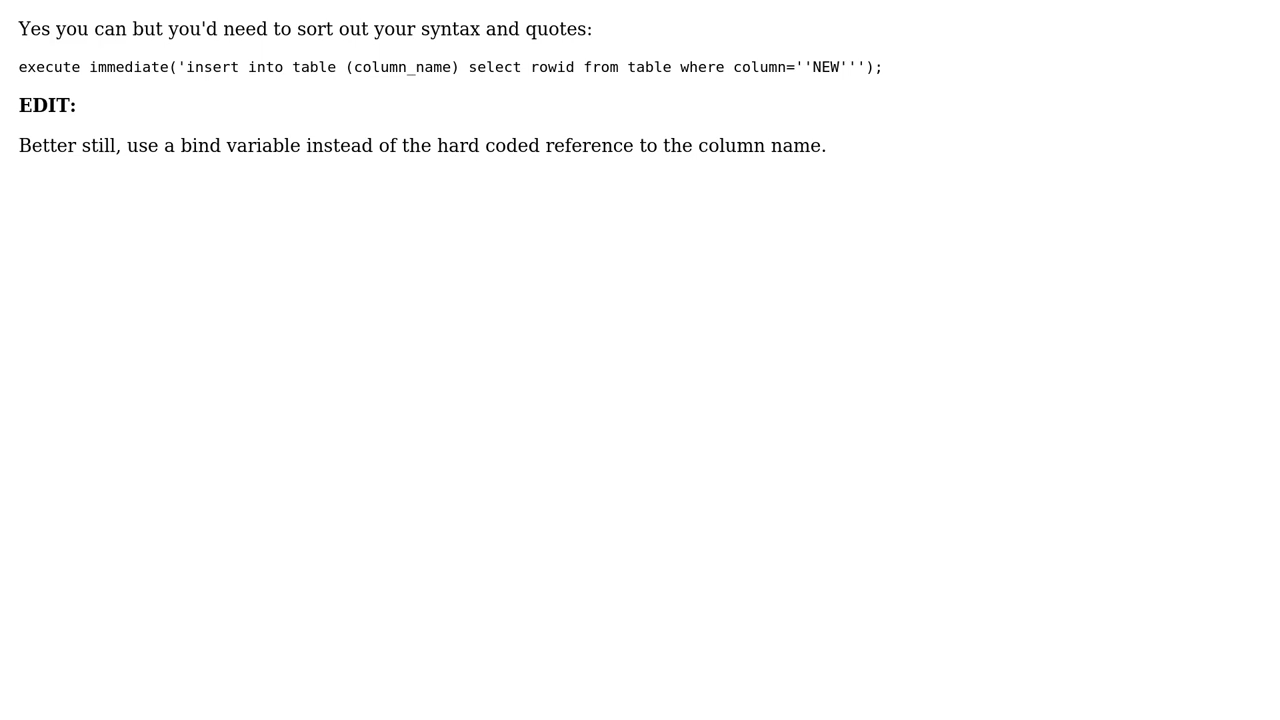 Yes you can but you'd need to sort out your syntax and quotes:
execute immediate('insert into table (column_name) select rowid from table where column=''NEW''');
EDIT:
Better still, use a bind variable instead of the hard coded reference to the column name.